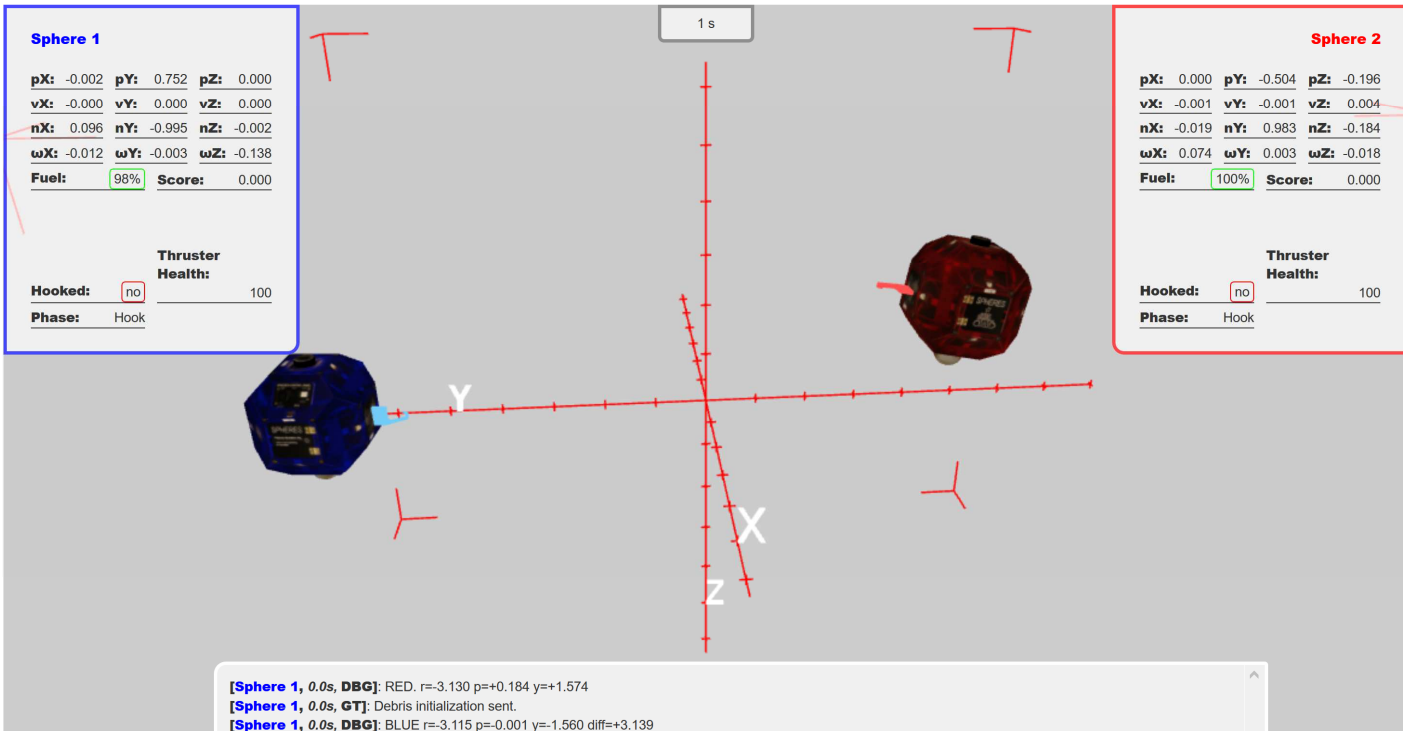 1 s
Sphere 1
pX: -0.002 pY: 0.752 pZ: 0.000
vX: -0.000 vY: 0.000 vZ: 0.000
nX: 0.096 nY: -0.995 nZ: -0.002
ωX: -0.012 ωY: -0.003 ωZ: -0.138
Fuel: 98% Score: 0.000
Thruster
Health:
Hooked: no 100
Phase: Hook
Sphere 2
pX: 0.000 pY: -0.504 pZ: -0.196
vX: -0.001 vY: -0.001 vZ: 0.004
nX: -0.019 nY: 0.983 nZ: -0.184
ωX: 0.074 ωY: 0.003 ωZ: -0.018
Fuel: 100% Score: 0.000
Thruster
Health:
Hooked: no 100
Phase: Hook
SPHERES
Y
SPHERES
X
Z
[Sphere 1, 0.0s, DBG]: RED. r=-3.130 p=+0.184 y=+1.574
[Sphere 1, 0.0s, GT]: Debris initialization sent.
[Sphere 1, 0.0s, DBG]: BLUE r=-3.115 p=-0.001 y=-1.560 diff=+3.139